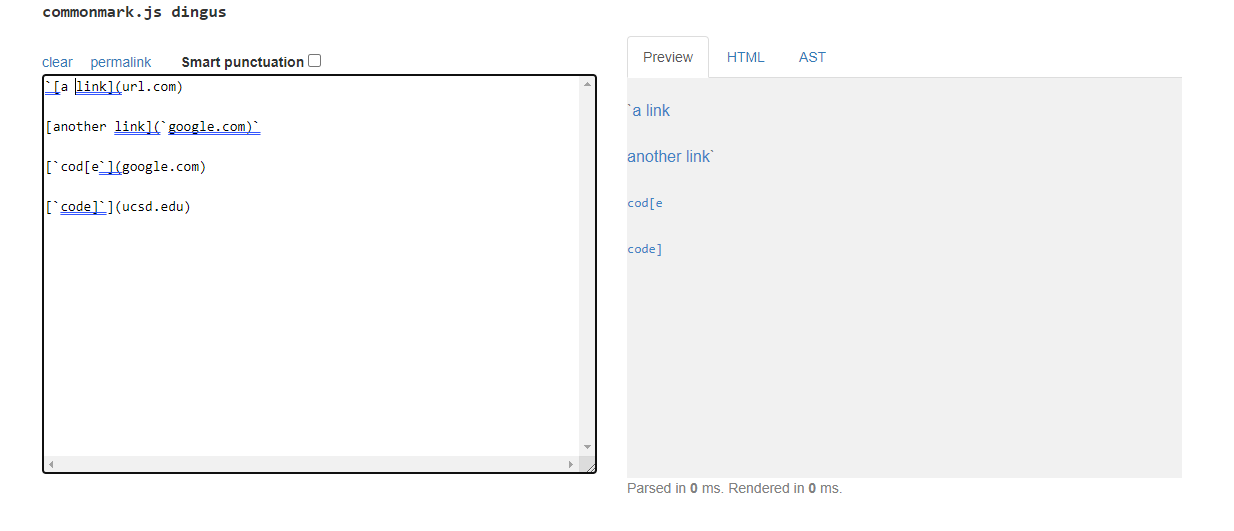 commonmark.js dingus
clear permalink Smart punctuation
Preview HTML AST
`[a link](url.com)
[another link](`google.com)`
[`cod[e`](google.com)
[`code]`](ucsd.edu)
`a link
another link`
cod[e
code]
Parsed in 0 ms. Rendered in 0 ms.